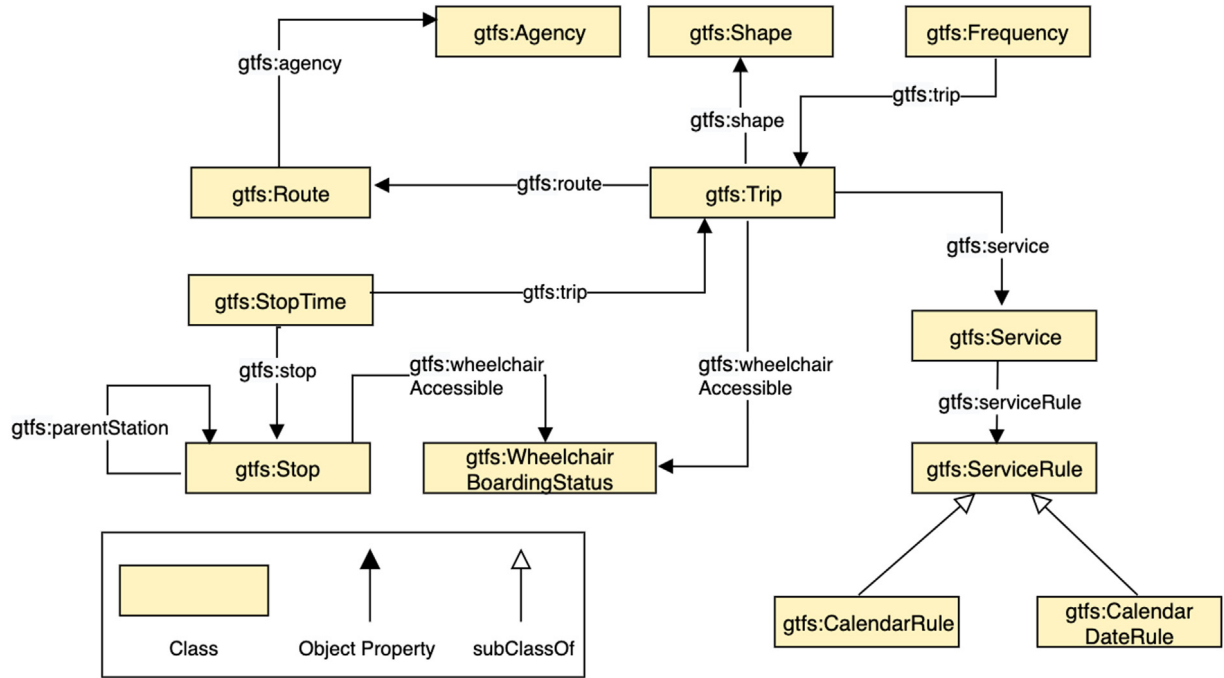 gtfs:Agency
gtfs:Shape
gtfs:Frequency
gtfs:agency
gtfs:trip
gtfs:shape
gtfs:Route
gtfs:route
gtfs:Trip
gtfs:service
gtfs:StopTime
gtfs:trip
gtfs:Service
gtfs:stop
gtfs:wheelchair
Accessible
gtfs:wheelchair
Accessible
gtfs:serviceRule
gtfs:parentStation
gtfs:Stop
gtfs:Wheelchair
BoardingStatus
gtfs:ServiceRule
gtfs:CalendarRule
gtfs:Calendar
DateRule
Class
Object Property
subClassOf